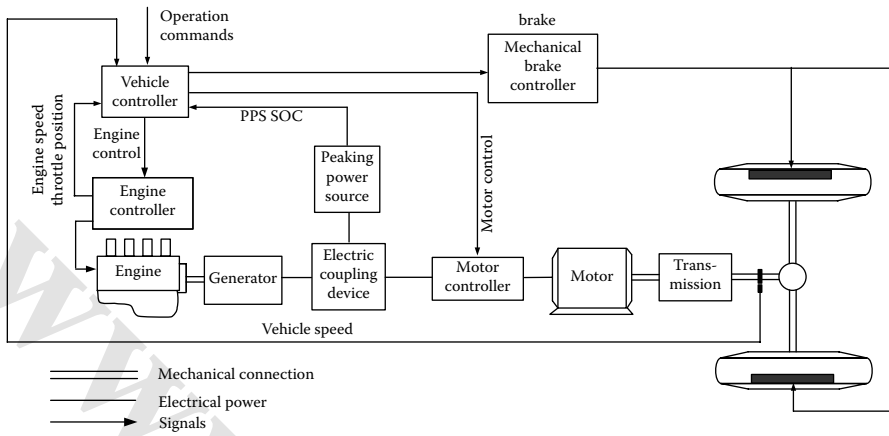 Operation
commands
brake
Mechanical
brake
controller
Vehicle
controller
PPS SOC
Engine speed
throttle position
Engine
control
Peaking
power
source
Motor control
Engine
controller
Engine
Generator
Electric
coupling
device
Motor
controller
Motor
Trans-
mission
Vehicle speed
Mechanical connection
Electrical power
Signals